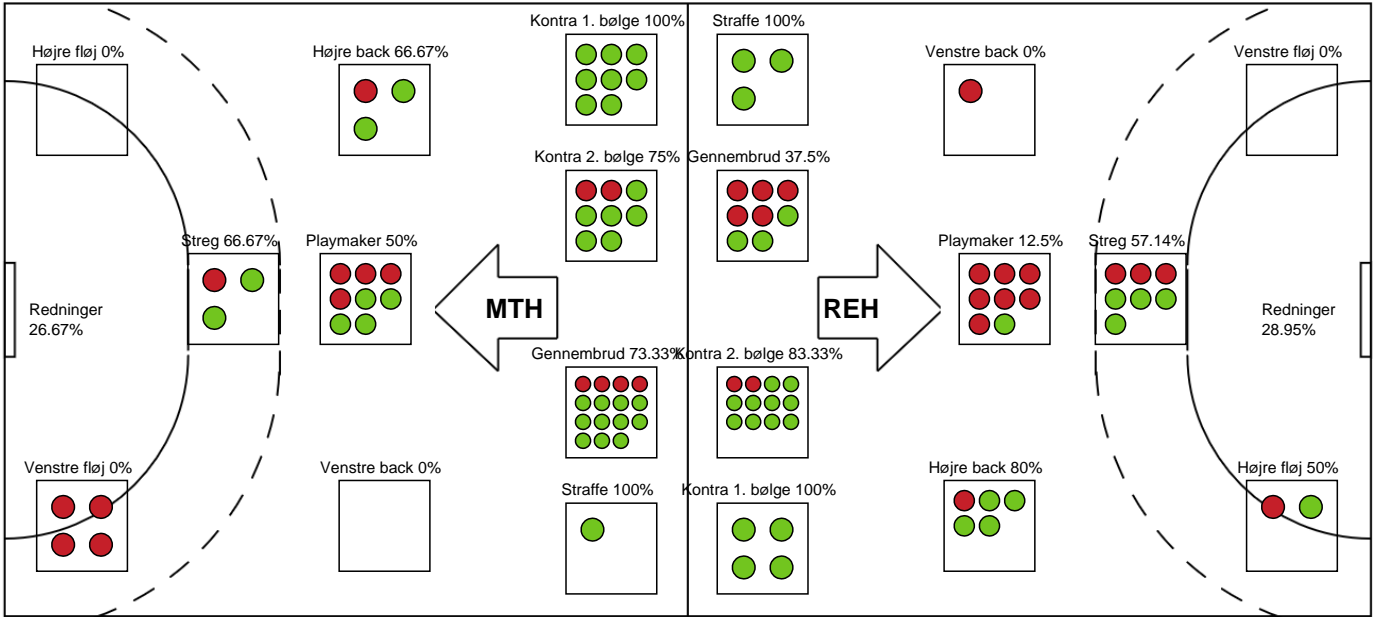 Kontra 1. bølge 100%
Straffe 100%
Højre fløj 0%
Højre back 66.67%
Venstre back 0%
Venstre fløj 0%
Kontra 2. bølge 75%
Gennembrud 37.5%
Streg 66.67%
Playmaker 50%
Playmaker 12.5%
Streg 57.14%
Redninger
26.67%
MTH
REH
Redninger
28.95%
Gennembrud 73.33%
Kontra 2. bølge 83.33%
Venstre fløj 0%
Venstre back 0%
Højre back 80%
Højre fløj 50%
Straffe 100%
Kontra 1. bølge 100%